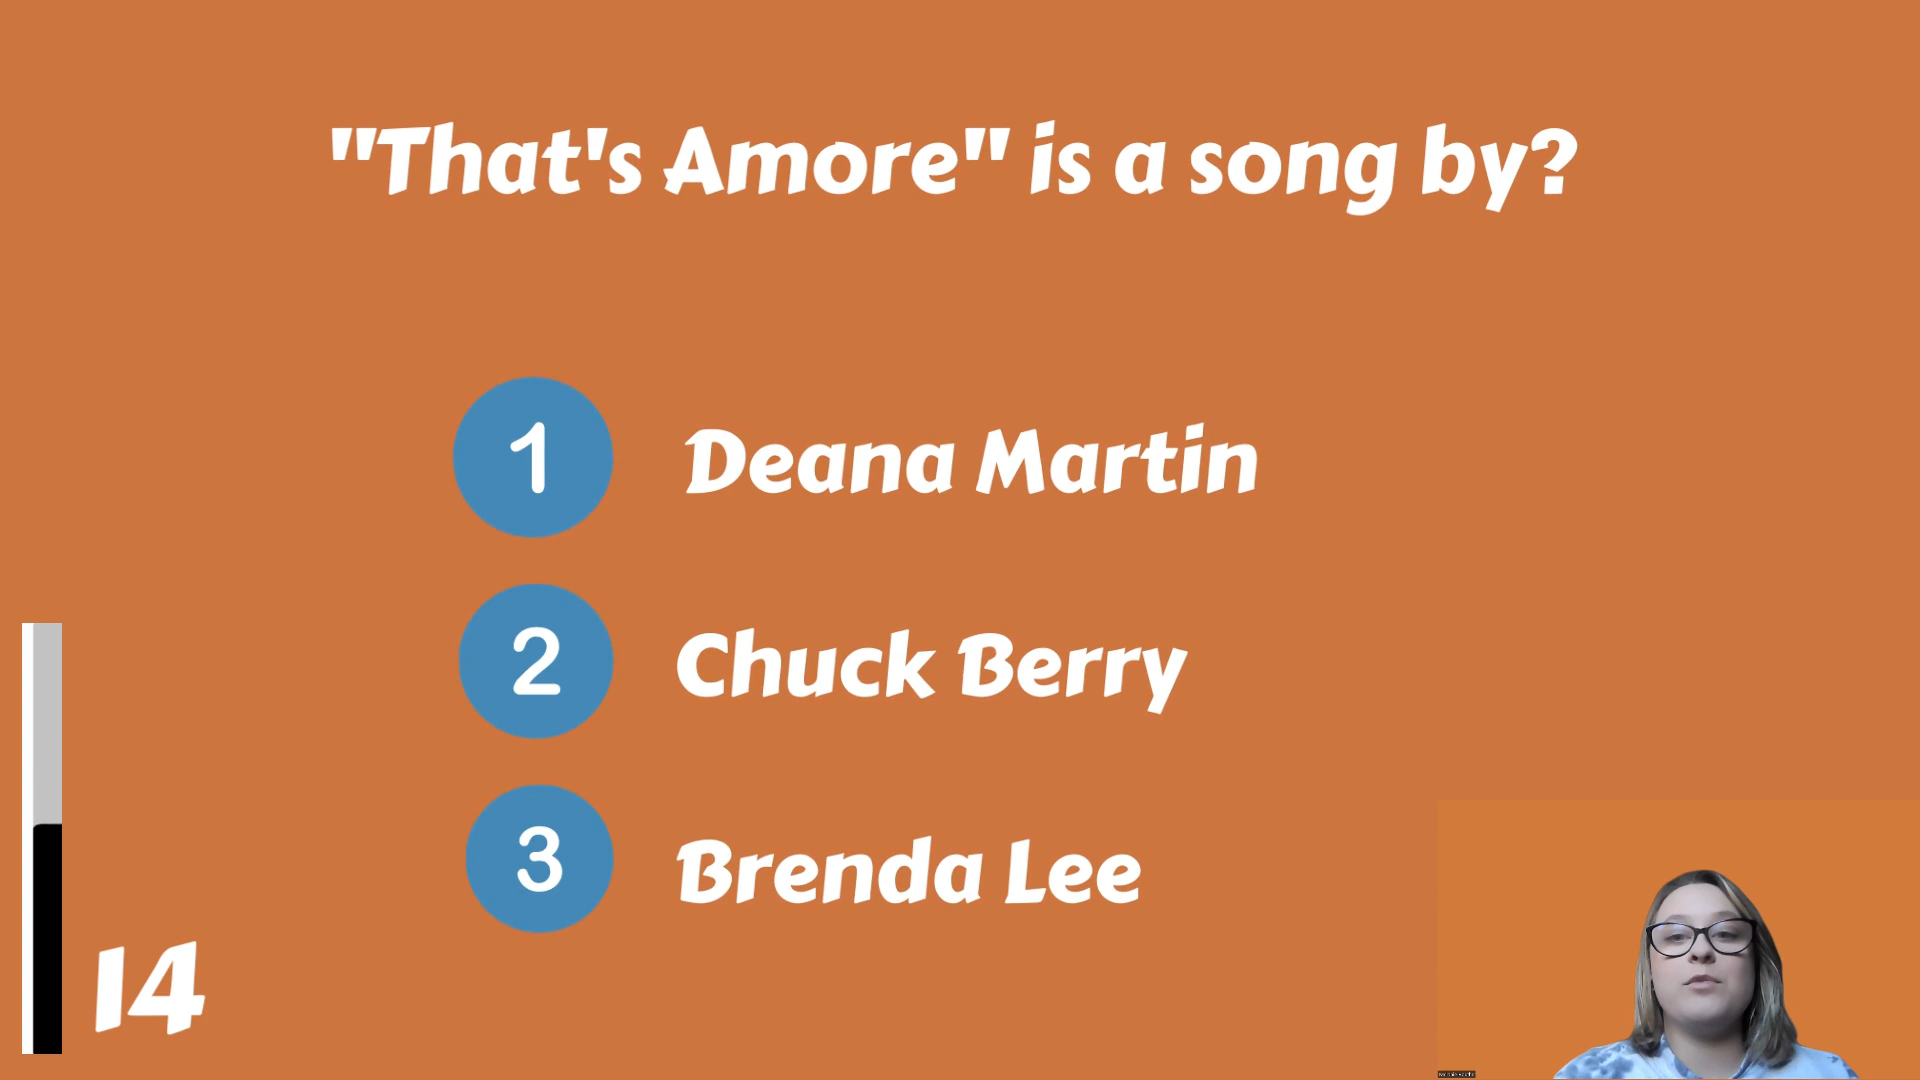 "That's Amore" is a song by?
1 Deana Martin
2 Chuck Berry
3 Brenda Lee
14